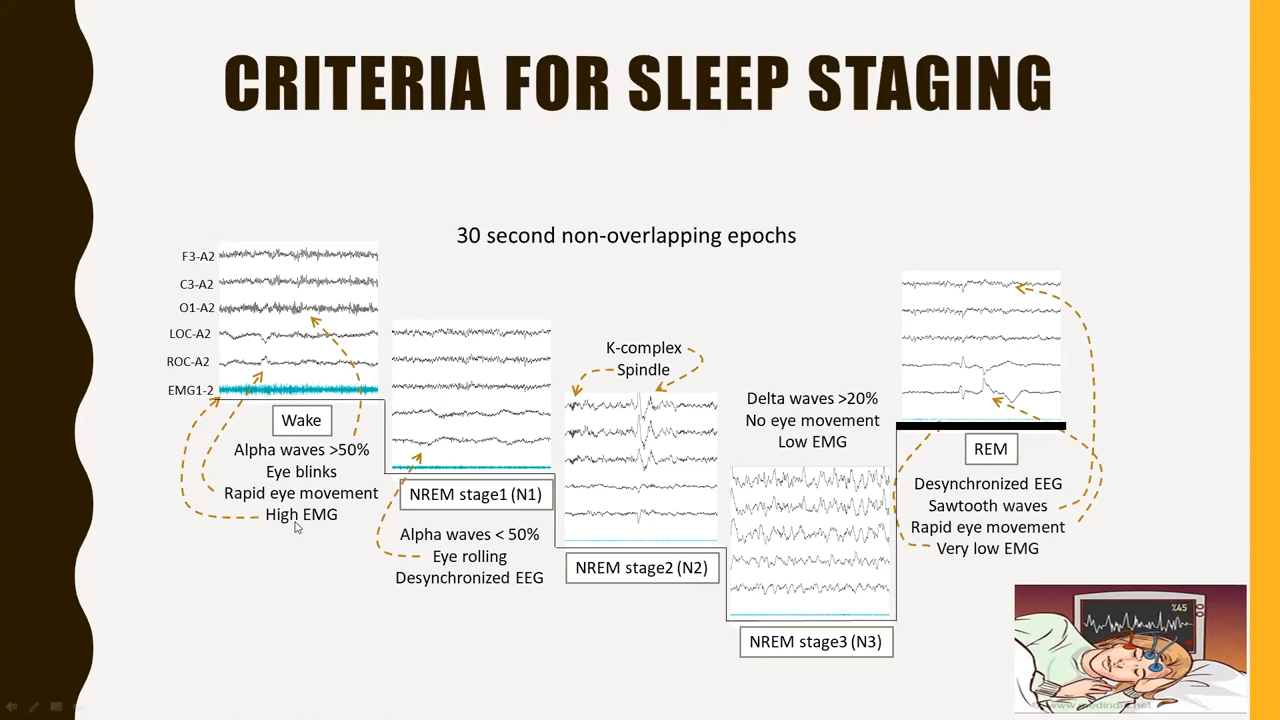 CRITERIA FOR SLEEP STAGING
30 second non-overlapping epochs
F3-A2
C3-A2
O1-A2
LOC-A2
ROC-A2
EMG1-2
Wake
Alpha waves >50%
Eye blinks
Rapid eye movement
High EMG
NREM stage1 (N1)
Alpha waves < 50%
Eye rolling
Desynchronized EEG
K-complex
Spindle
NREM stage2 (N2)
Delta waves >20%
No eye movement
Low EMG
NREM stage3 (N3)
REM
Desynchronized EEG
Sawtooth waves
Rapid eye movement
Very low EMG
%45